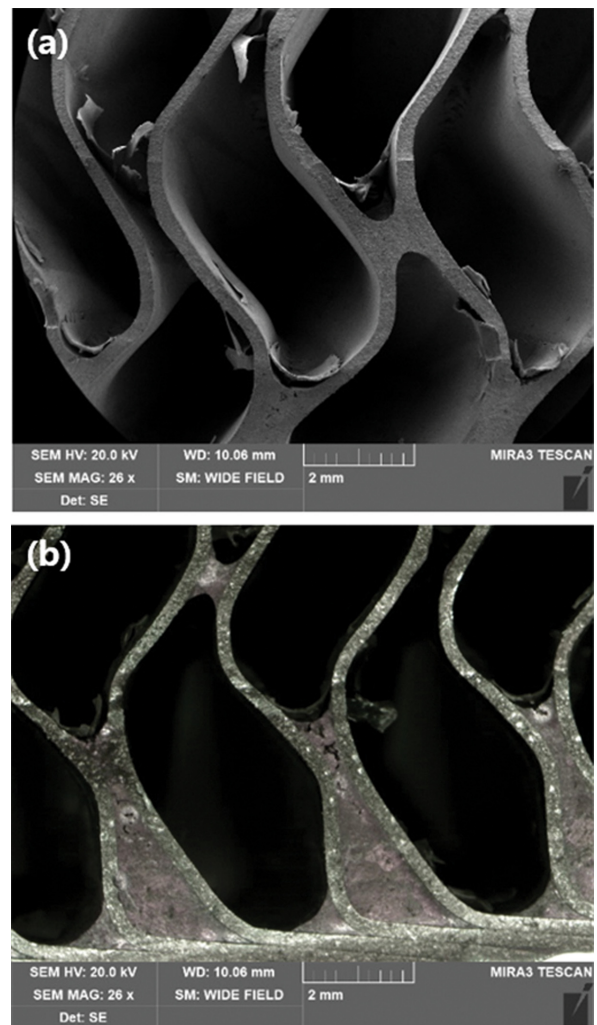 (a)
SEM HV: 20.0 kV WD: 10.06 mm MIRA3 TESCAN
SEM MAG: 26 x SM: WIDE FIELD 2 mm
Det: SE
(b)
SEM HV: 20.0 kV WD: 10.06 mm MIRA3 TESCAN
SEM MAG: 26 x SM: WIDE FIELD 2 mm
Det: SE